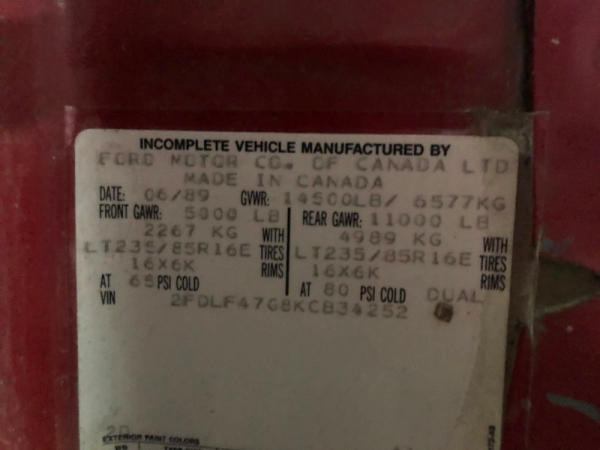 INCOMPLETE VEHICLE MANUFACTURED BY
FORD MOTOR CO. OF CANADA LTD
MADE IN CANADA
DATE: 06/89 GVWR: 14500LB/ 6577KG
FRONT GAWR: 5000 LB REAR GAWR: 11000 LB
2267 KG WITH 4989 KG WITH
LT235/85R16E TIRES LT235/85R16E TIRES
16X6K RIMS 16X6K RIMS
AT 65 PSI COLD AT 80 PSI COLD DUAL
VIN 2FDLF47G8KCB34252
2D
EXTERIOR PAINT COLORS